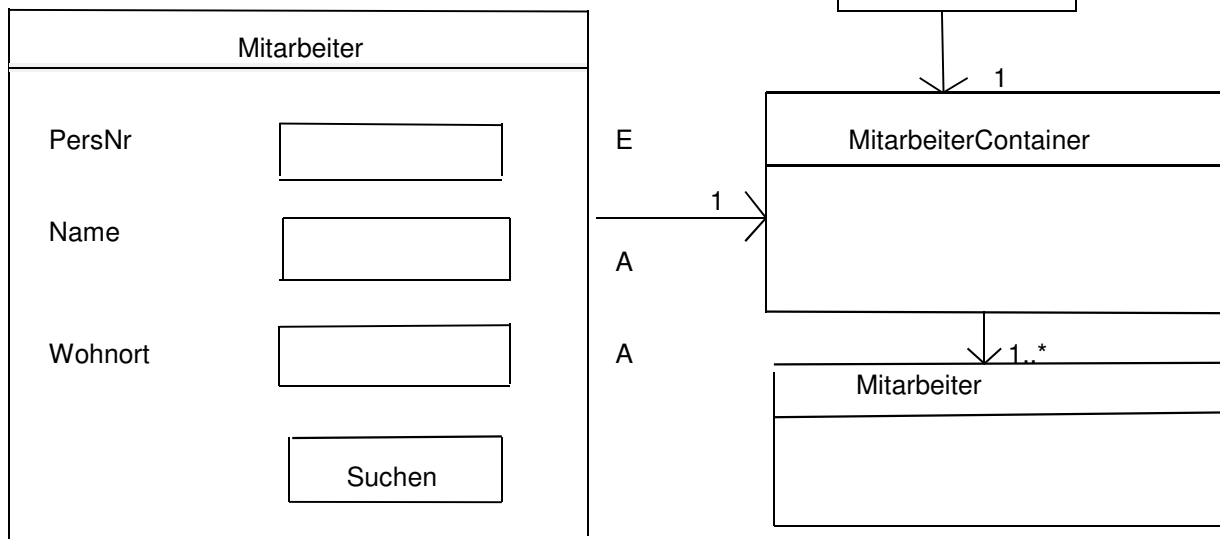 Mitarbeiter
PersNr
E
Name
A
Wohnort
A
Suchen
1
MitarbeiterContainer
1
1..*
Mitarbeiter